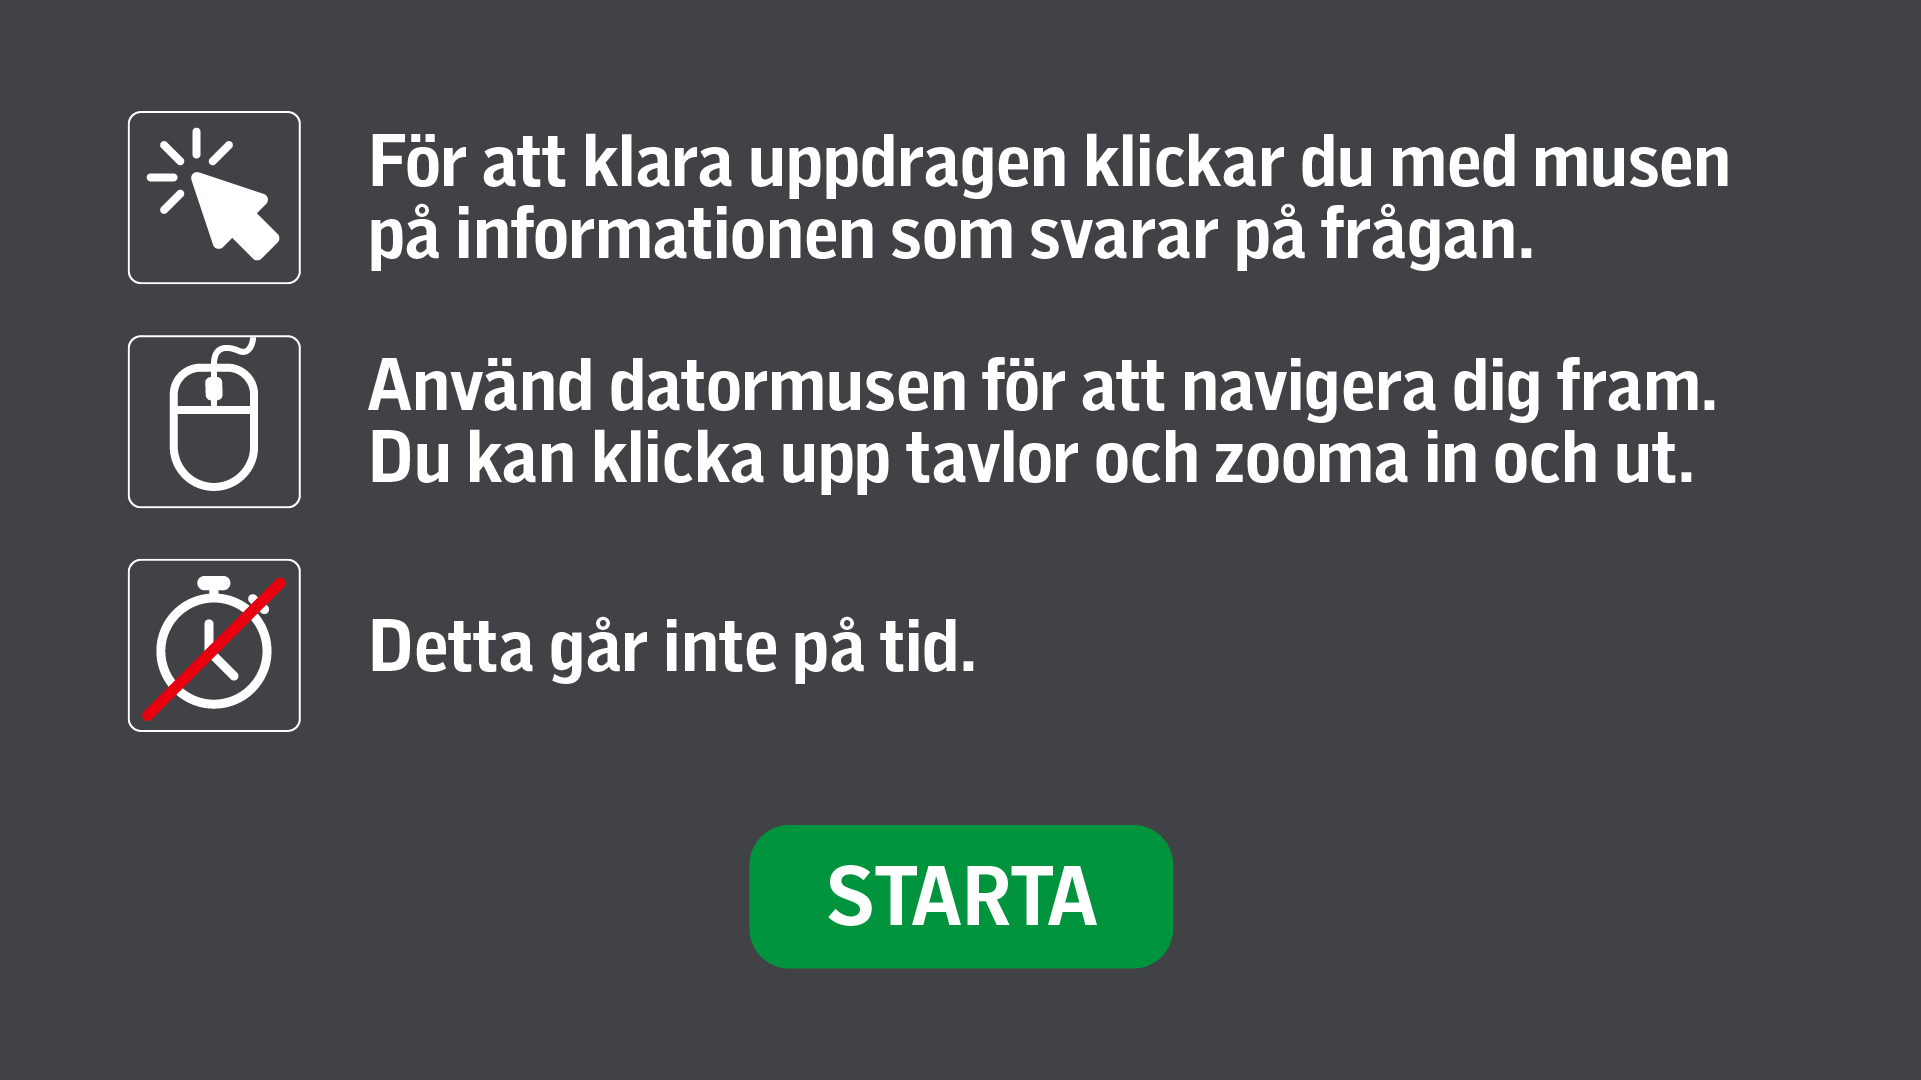 För att klara uppdragen klickar du med musen
på informationen som svarar på frågan.
Använd datormusen för att navigera dig fram.
Du kan klicka upp tavlor och zooma in och ut.
Detta går inte på tid.
STARTA